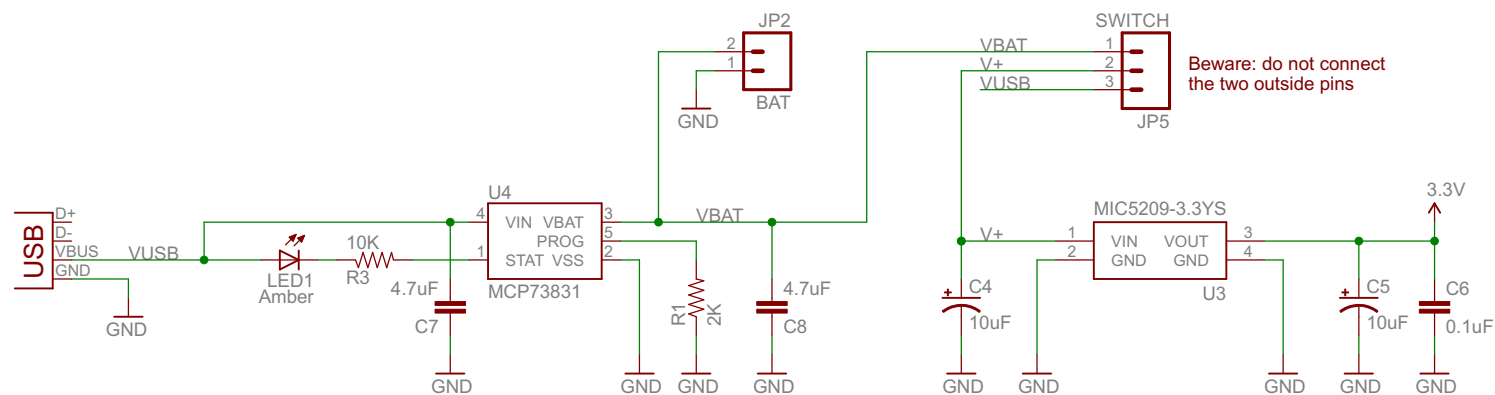 JP2
2
1
BAT
GND
SWITCH
VBAT 1
V+ 2
VUSB 3
JP5
Beware: do not connect
the two outside pins
USB
D+
D-
VBUS
GND
VUSB
GND
LED1
Amber
10K
R3
U4
4 VIN VBAT 3
PROG 5
1 STAT VSS 2
MCP73831
4.7uF
C7
GND
VBAT
GND
R1
2K
GND
4.7uF
C8
GND
V+
MIC5209-3.3YS
1 VIN VOUT 3
2 GND GND 4
U3
3.3V
C4
10uF
GND
GND
GND
C5
10uF
GND
C6
0.1uF
GND